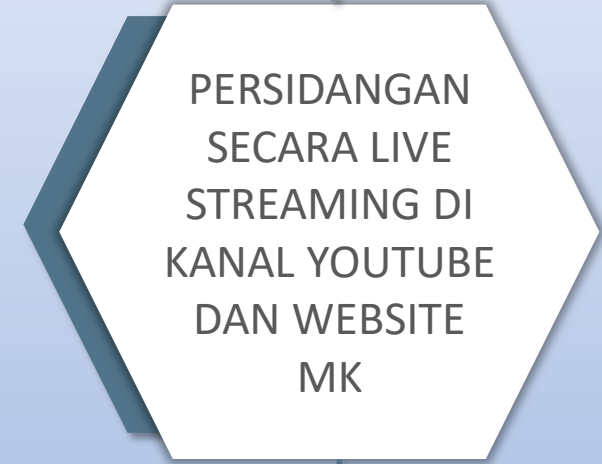 PERSIDANGAN
SECARA LIVE
STREAMING DI
KANAL YOUTUBE
DAN WEBSITE
MK